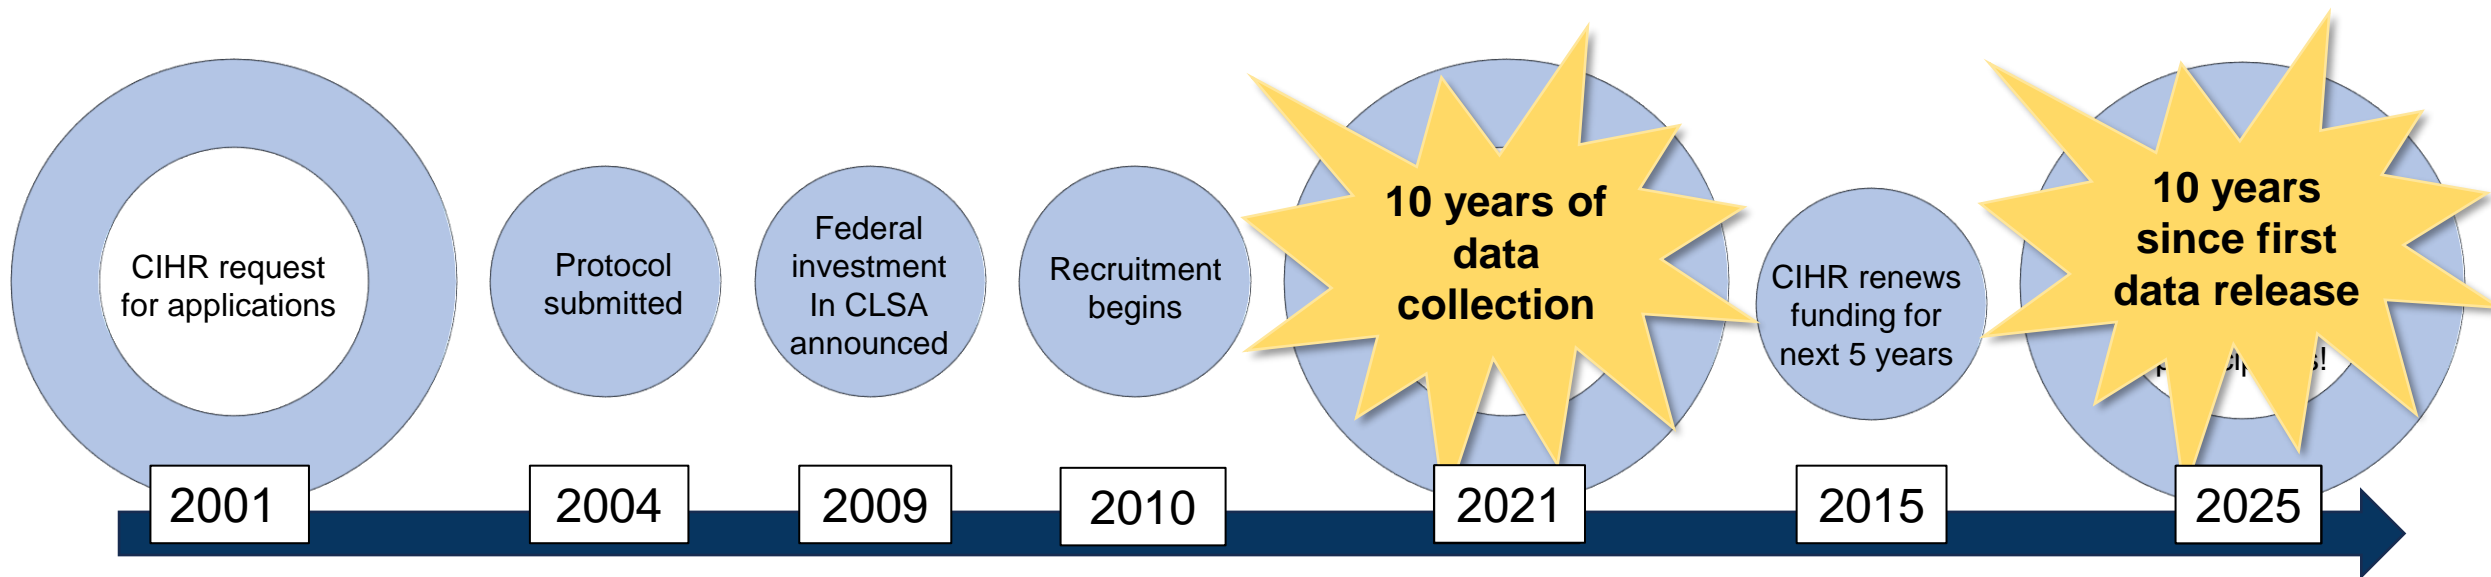 CIHR request
for applications
Protocol
submitted
Federal
investment
In CLSA
announced
Recruitment
begins
10 years of
data
collection
CIHR renews
funding for
next 5 years
10 years
since first
data release
2001
2004
2009
2010
2021
2015
2025